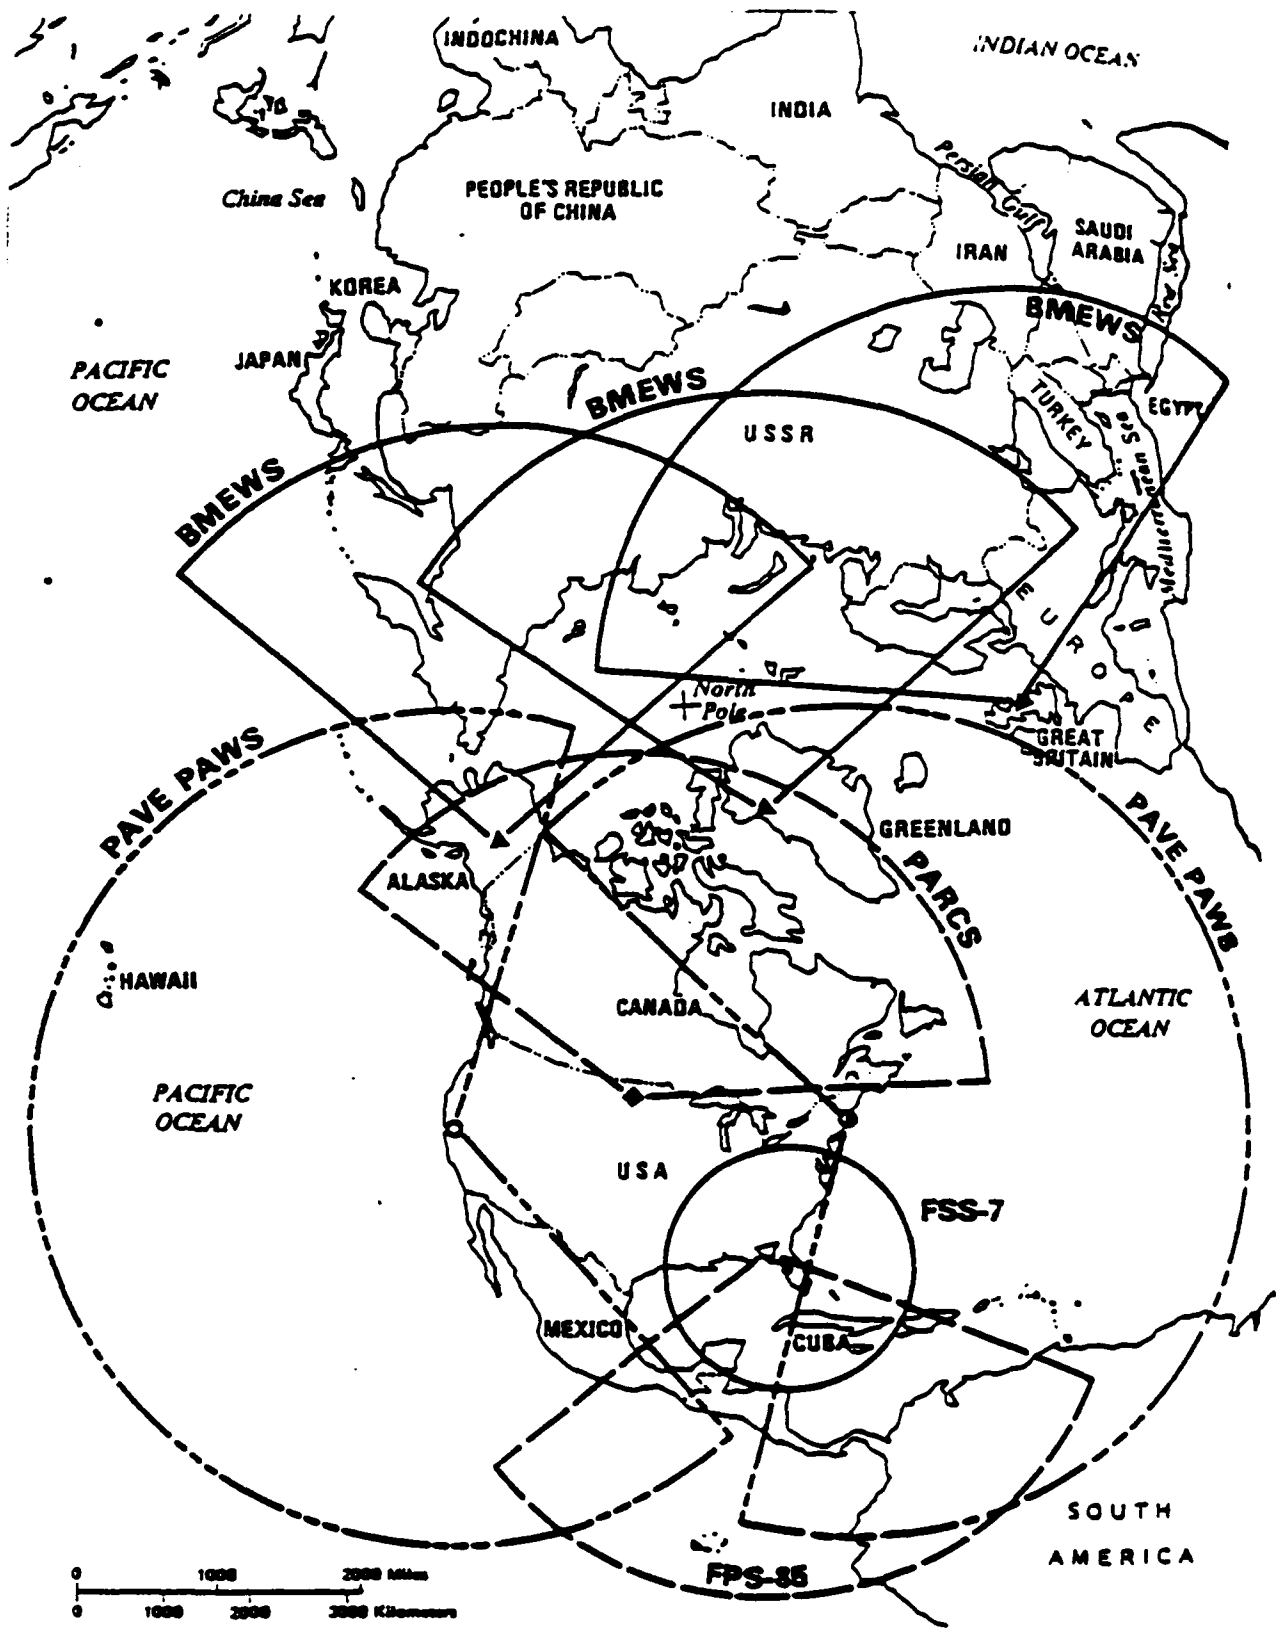 INDOCHINA
INDIAN OCEAN
INDIA
Persian Gulf
China Sea
PEOPLE'S REPUBLIC
OF CHINA
SAUDI
ARABIA
IRAN
Red Sea
KOREA
BMEWS
JAPAN
PACIFIC
OCEAN
BMEWS
TURKEY
EGYPT
USSR
Mediterranean Sea
BMEWS
EUROPE
North
Pole
GREAT
BRITAIN
PAVE PAWS
PAVE PAWS
GREENLAND
PARCS
ALASKA
HAWAII
CANADA
ATLANTIC
OCEAN
PACIFIC
OCEAN
USA
FSS-7
MEXICO
CUBA
SOUTH
AMERICA
FPS-85
0 1000 2000 Miles
0 1000 2000 3000 Kilometers